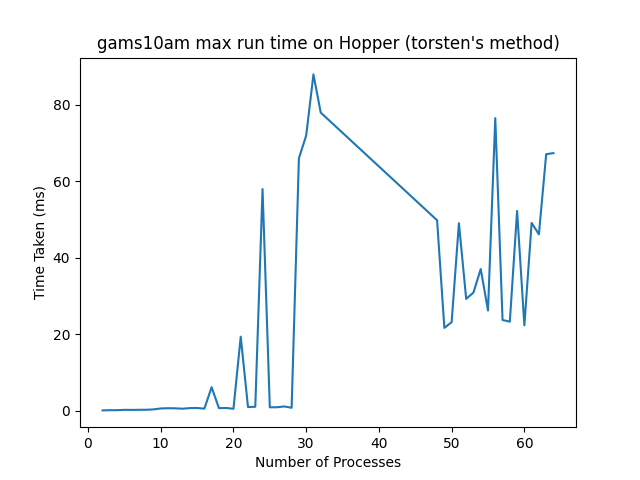 gams10am max run time on Hopper (torsten's method)
80
60
40
20
0
Time Taken (ms)
0 10 20 30 40 50 60
Number of Processes